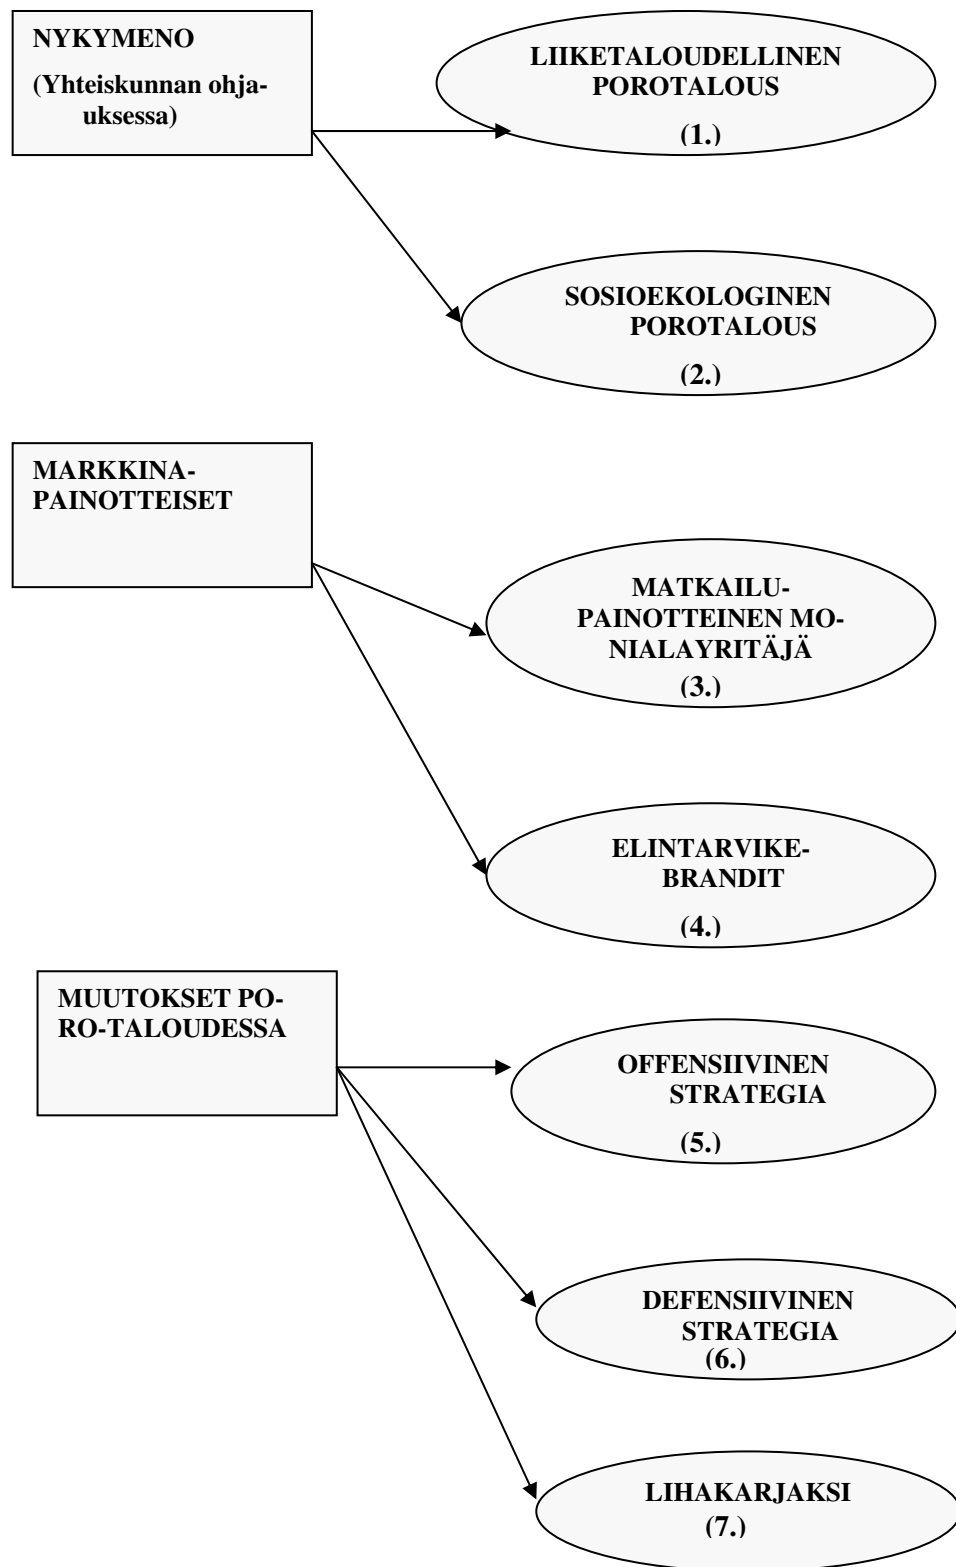 NYKYMENO
(Yhteiskunnan ohja-
uksessa)
LIIKETALOUDELLINEN
POROTALOUS
(1.)
SOSIOEKOLOGINEN
POROTALOUS
(2.)
MARKKINA-
PAINOTTEISET
MATKAILU-
PAINOTTEINEN MO-
NIALAYRITÄJÄ
(3.)
ELINTARVIKE-
BRANDIT
(4.)
MUUTOKSET PO-
RO-TALOUDESSA
OFFENSIIVINEN
STRATEGIA
(5.)
DEFENSIIVINEN
STRATEGIA
(6.)
LIHAKARJAKSI
(7.)